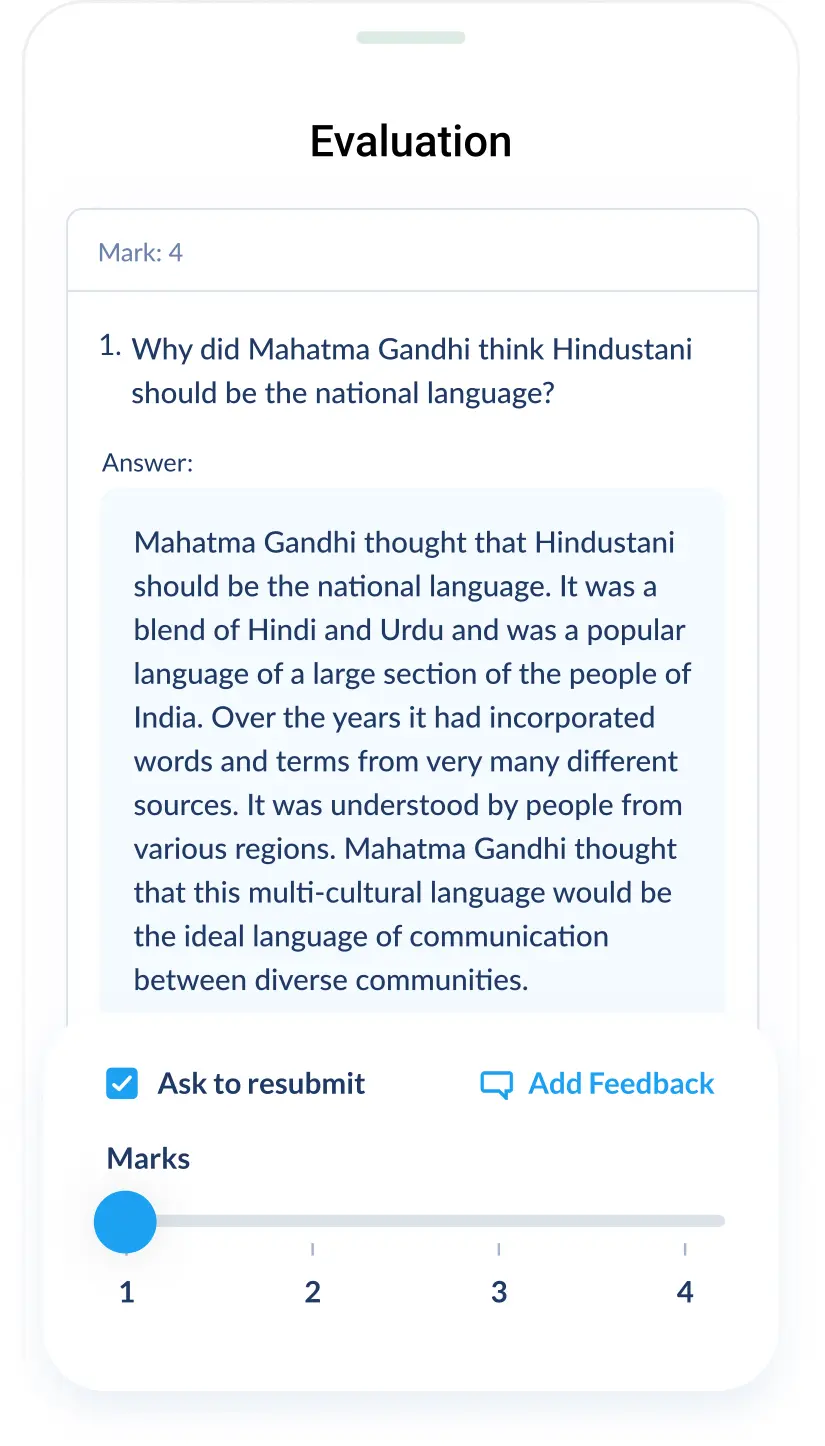 Evaluation
Mark: 4
1. Why did Mahatma Gandhi think Hindustani
should be the national language?
Answer:
Mahatma Gandhi thought that Hindustani
should be the national language. It was a
blend of Hindi and Urdu and was a popular
language of a large section of the people of
India. Over the years it had incorporated
words and terms from very many different
sources. It was understood by people from
various regions. Mahatma Gandhi thought
that this multi-cultural language would be
the ideal language of communication
between diverse communities.
Ask to resubmit Add Feedback
Marks
1 2 3 4